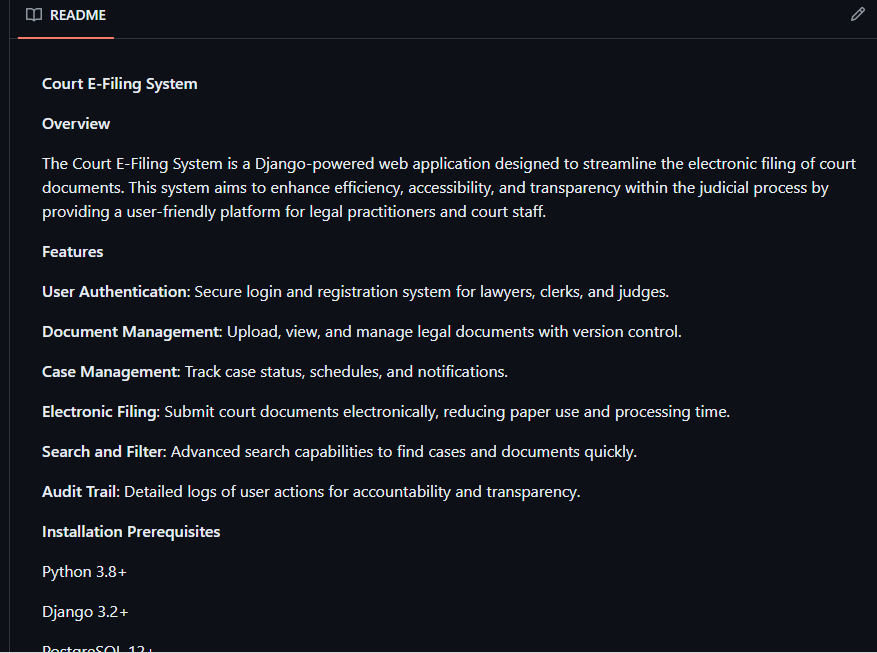 README
Court E-Filing System
Overview
The Court E-Filing System is a Django-powered web application designed to streamline the electronic filing of court
documents. This system aims to enhance efficiency, accessibility, and transparency within the judicial process by
providing a user-friendly platform for legal practitioners and court staff.
Features
User Authentication: Secure login and registration system for lawyers, clerks, and judges.
Document Management: Upload, view, and manage legal documents with version control.
Case Management: Track case status, schedules, and notifications.
Electronic Filing: Submit court documents electronically, reducing paper use and processing time.
Search and Filter: Advanced search capabilities to find cases and documents quickly.
Audit Trail: Detailed logs of user actions for accountability and transparency.
Installation Prerequisites
Python 3.8+
Django 3.2+
PostgreSQL 12+